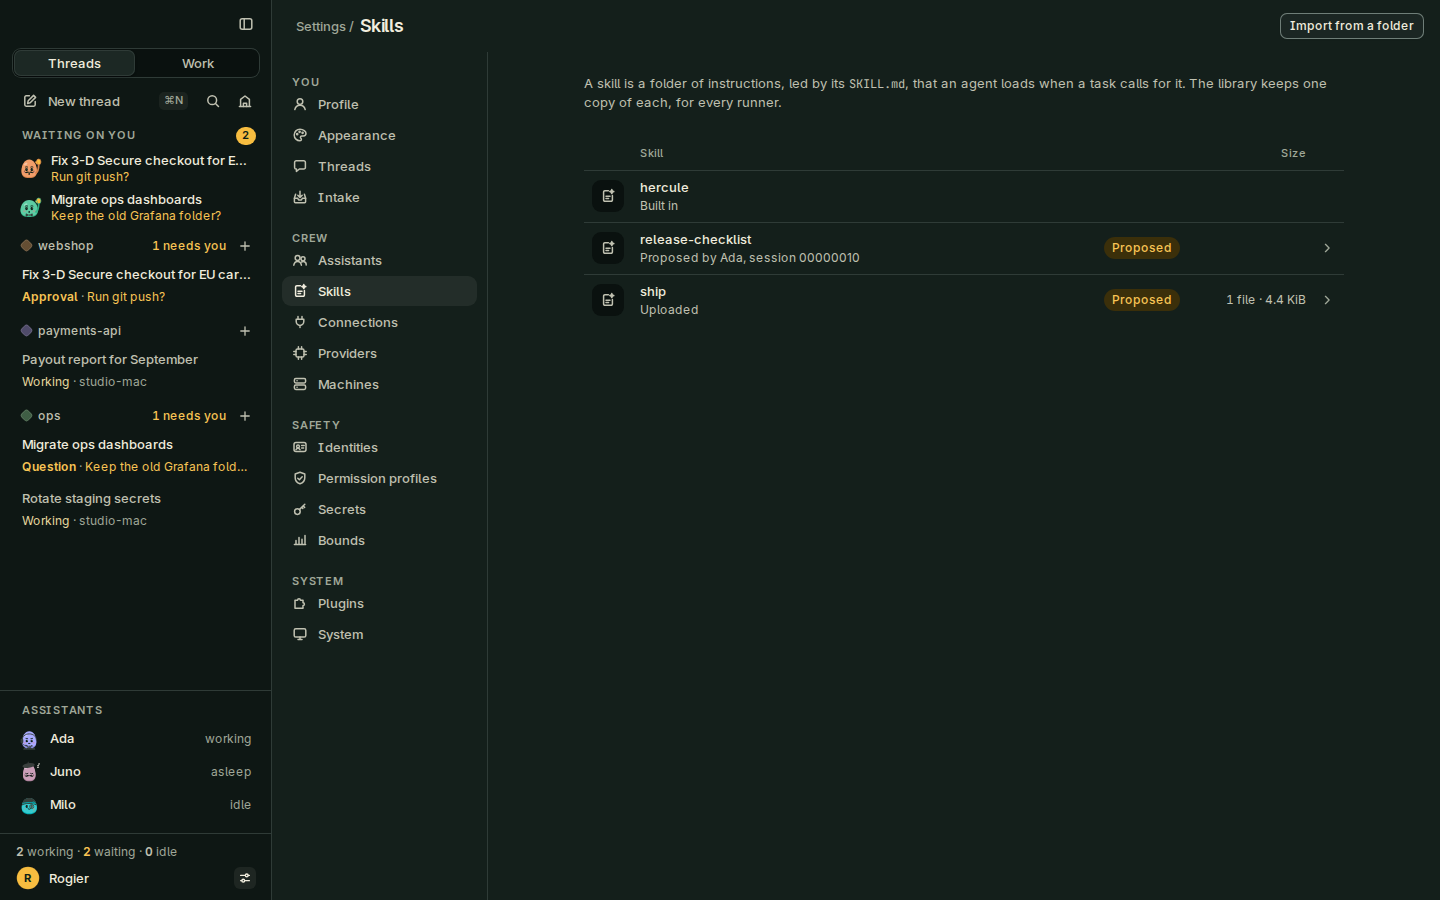 Threads
Work
New thread
⌘N
WAITING ON YOU
2
Fix 3-D Secure checkout for E...
Run git push?
Migrate ops dashboards
Keep the old Grafana folder?
webshop
1 needs you
Fix 3-D Secure checkout for EU car...
Approval · Run git push?
payments-api
Payout report for September
Working · studio-mac
ops
1 needs you
Migrate ops dashboards
Question · Keep the old Grafana fold...
Rotate staging secrets
Working · studio-mac
ASSISTANTS
Ada
working
Juno
asleep
Milo
idle
2 working · 2 waiting · 0 idle
R
Rogier
Settings / Skills
Import from a folder
YOU
Profile
Appearance
Threads
Intake
CREW
Assistants
Skills
Connections
Providers
Machines
SAFETY
Identities
Permission profiles
Secrets
Bounds
SYSTEM
Plugins
System
A skill is a folder of instructions, led by its SKILL.md, that an agent loads when a task calls for it. The library keeps one
copy of each, for every runner.
Skill
Size
hercule
Built in
release-checklist
Proposed by Ada, session 00000010
Proposed
ship
Uploaded
Proposed
1 file · 4.4 KiB